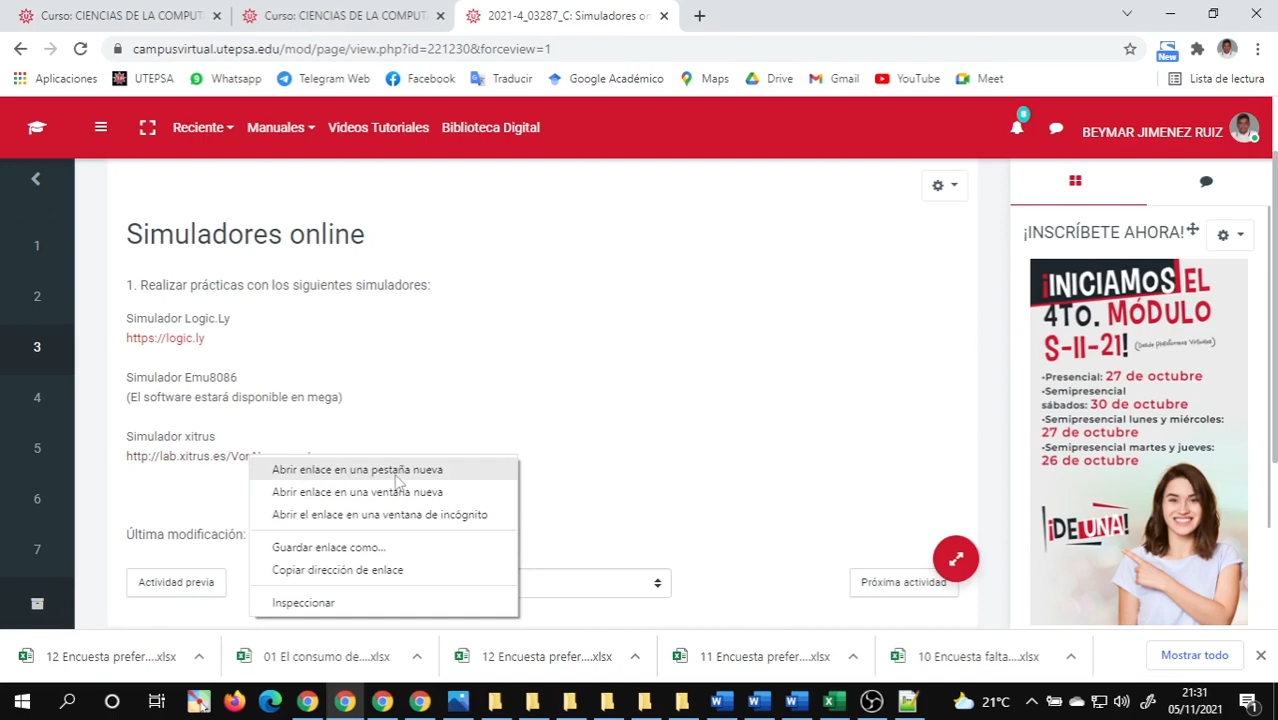 Curso: CIENCIAS DE LA COMPUT
Curso: CIENCIAS DE LA COMPUT
2021-4_03287_C: Simuladores on
campusvirtual.utepsa.edu/mod/page/view.php?id=221230&forceview=1
New
Aplicaciones
UTEPSA
Whatsapp
Telegram Web
Facebook
Traducir
Google Académico
Maps
Drive
Gmail
YouTube
Meet
Lista de lectura
Reciente
Manuales
Videos Tutoriales
Biblioteca Digital
8
BEYMAR JIMENEZ RUIZ
1
2
3
4
5
6
7
Simuladores online
1. Realizar prácticas con los siguientes simuladores:
Simulador Logic.Ly
https://logic.ly
Simulador Emu8086
(El software estará disponible en mega)
Simulador xitrus
http://lab.xitrus.es/Vo
Abrir enlace en una pestaña nueva
Abrir enlace en una ventana nueva
Abrir el enlace en una ventana de incógnito
Guardar enlace como...
Copiar dirección de enlace
Inspeccionar
Última modificación:
Actividad previa
Próxima actividad
¡INSCRÍBETE AHORA!
¡INICIAMOS EL
4TO. MÓDULO
S-II-21!
(Desde plataformas Virtuales)
•Presencial: 27 de octubre
•Semipresencial
sábados: 30 de octubre
•Semipresencial lunes y miércoles:
27 de octubre
•Semipresencial martes y jueves:
26 de octubre
¡DE UNA!
12 Encuesta prefer....xlsx
01 El consumo de....xlsx
12 Encuesta prefer....xlsx
11 Encuesta prefer....xlsx
10 Encuesta falta....xlsx
Mostrar todo
21°C
21:31
05/11/2021
1